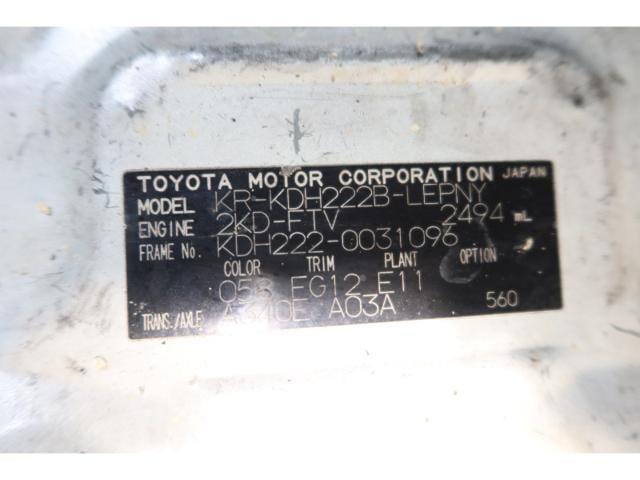 TOYOTA MOTOR CORPORATION JAPAN
MODEL KR-KDH222B-LEPNY
ENGINE 2KD-FTV 2494 mL
FRAME No. KDH222-0031096
COLOR TRIM PLANT
058 EG12 E11
TRANS./AXLE A340E A03A 560